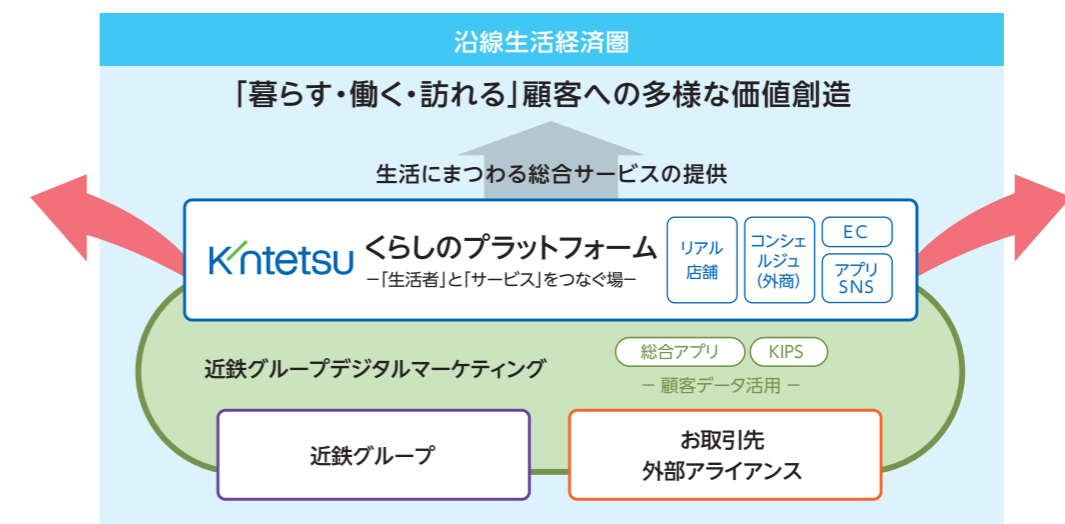 沿線生活経済圏
「暮らす・働く・訪れる」顧客への多様な価値創造
生活にまつわる総合サービスの提供
Kintetsu
くらしのプラットフォーム
−「生活者」と「サービス」をつなぐ場−
リアル
店舗
コンシェ
ルジュ
(外商)
EC
アプリ
SNS
近鉄グループデジタルマーケティング
総合アプリ
KIPS
− 顧客データ活用 −
近鉄グループ
お取引先
外部アライアンス